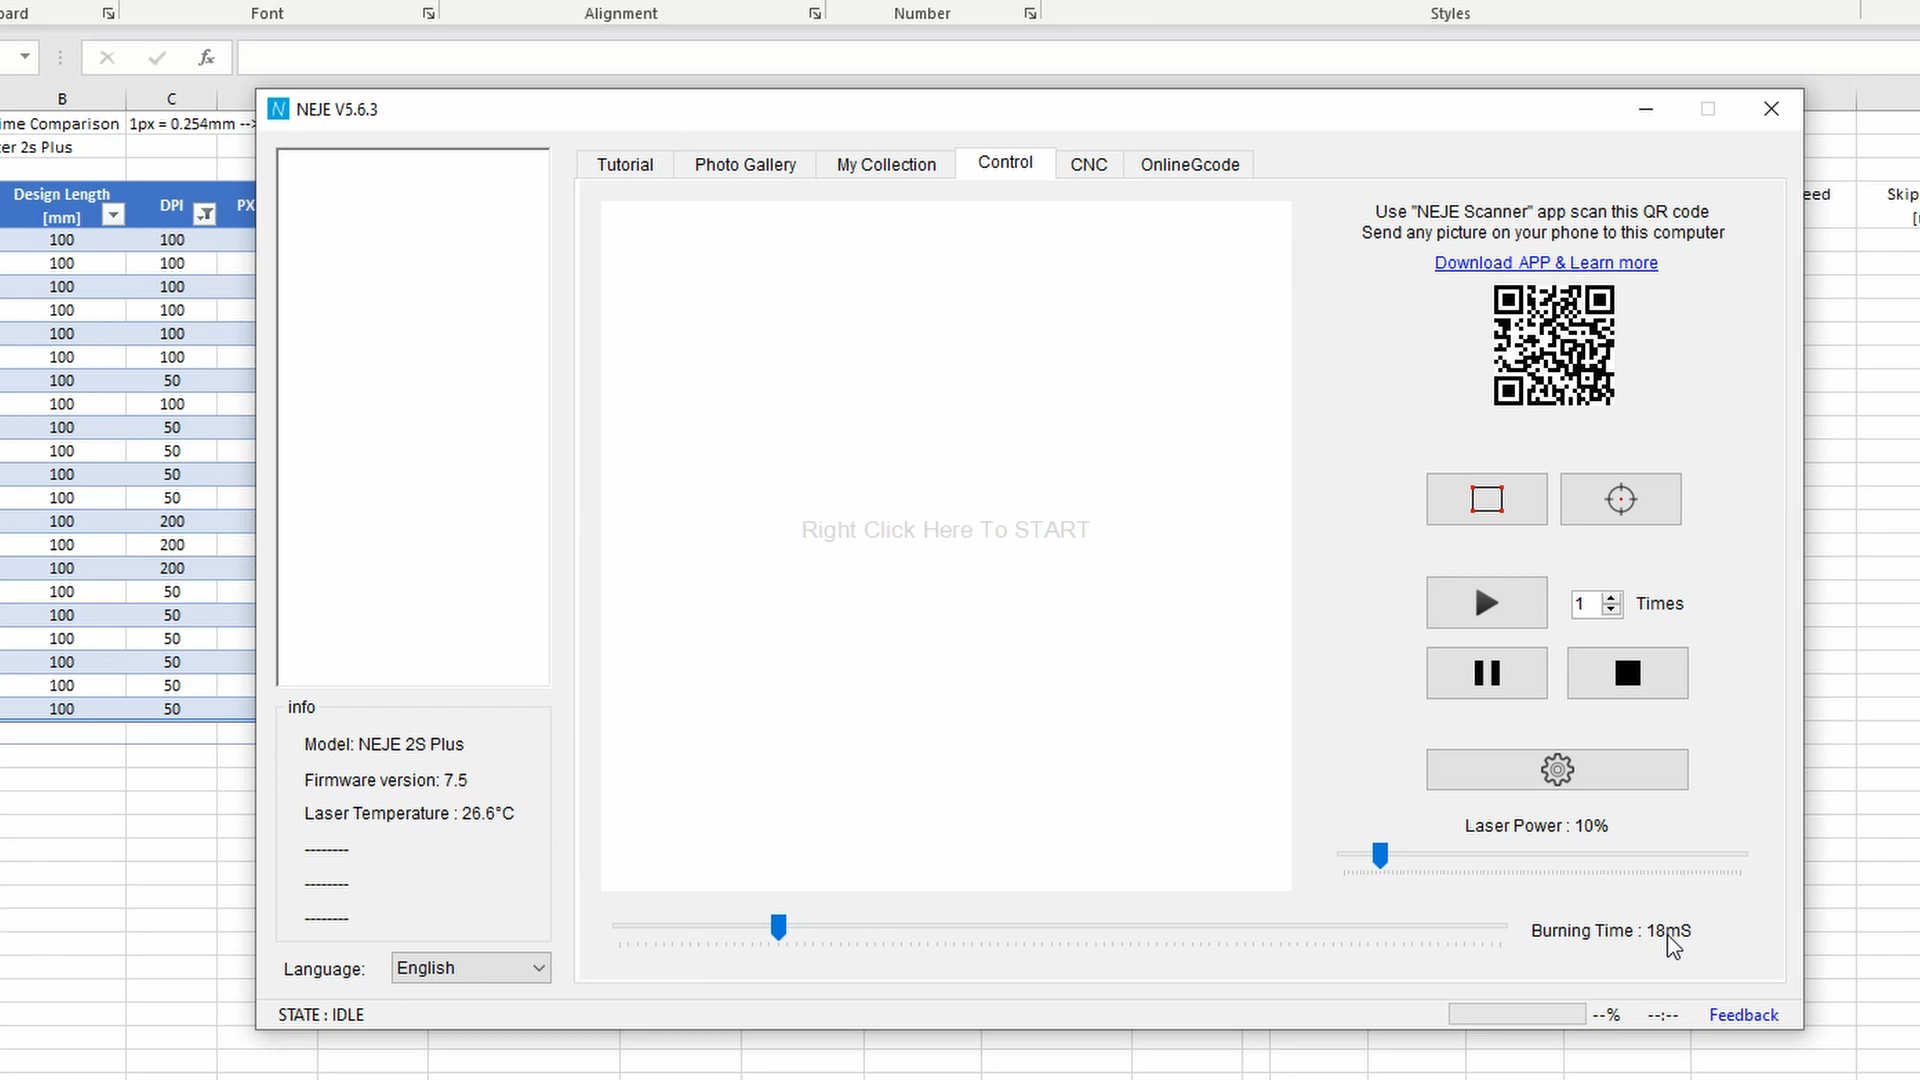 Font
Alignment
Number
Styles
fx
B
C
1px = 0.254mm -->
2s Plus
Design Length
[mm]
DPI
PX
100 100
100 100
100 100
100 100
100 100
100 100
100 50
100 100
100 50
100 50
100 50
100 50
100 200
100 200
100 200
100 50
100 50
100 50
100 50
100 50
100 50
Skip
NEJE V5.6.3
Tutorial
Photo Gallery
My Collection
Control
CNC
OnlineGcode
Use "NEJE Scanner" app scan this QR code
Send any picture on your phone to this computer
Download APP & Learn more
Right Click Here To START
1 Times
Laser Power : 10%
Burning Time : 18mS
info
Model: NEJE 2S Plus
Firmware version: 7.5
Laser Temperature : 26.6°C
--------
--------
--------
Language: English
STATE : IDLE
--%
--:--
Feedback